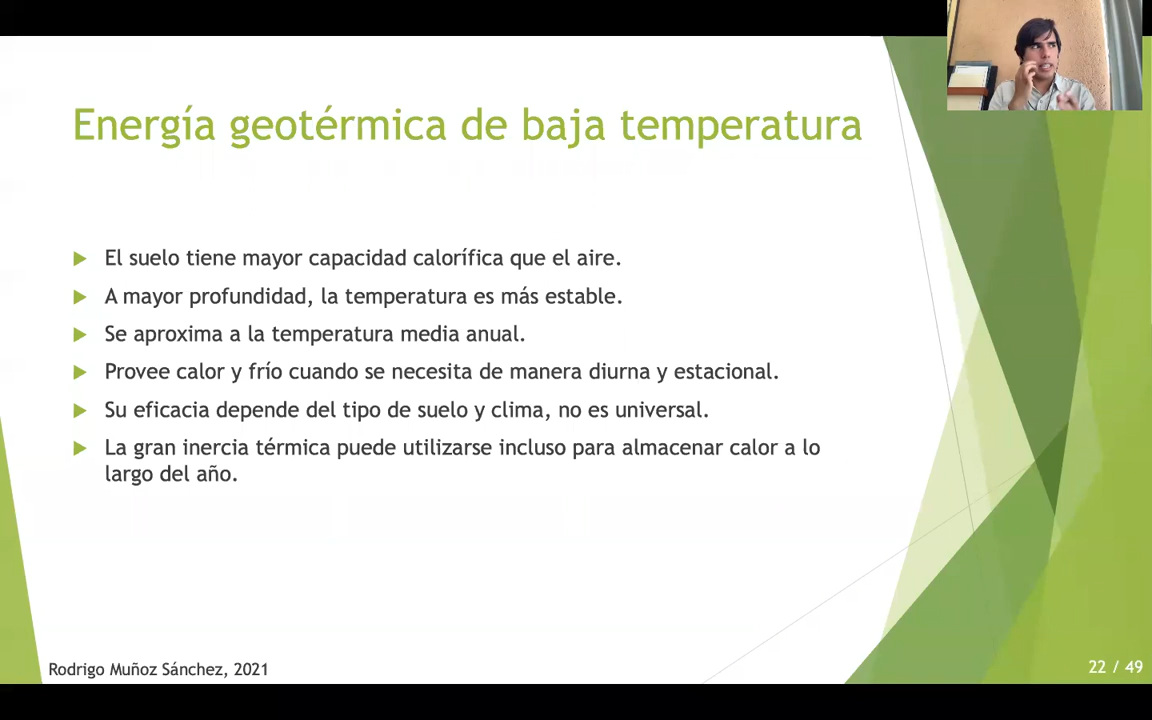 Energía geotérmica de baja temperatura
El suelo tiene mayor capacidad calorífica que el aire.
A mayor profundidad, la temperatura es más estable.
Se aproxima a la temperatura media anual.
Provee calor y frío cuando se necesita de manera diurna y estacional.
Su eficacia depende del tipo de suelo y clima, no es universal.
La gran inercia térmica puede utilizarse incluso para almacenar calor a lo
largo del año.
Rodrigo Muñoz Sánchez, 2021
22 / 49